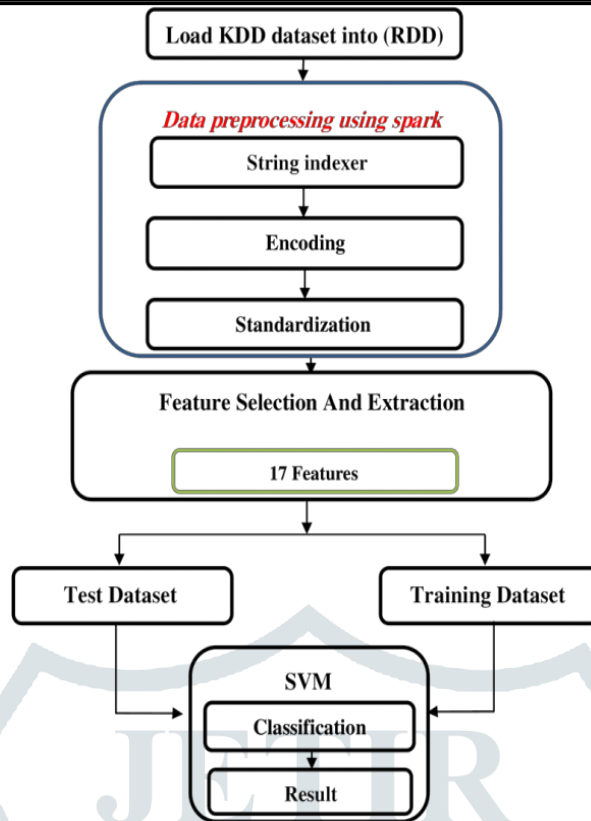 Load KDD dataset into (RDD)
Data preprocessing using spark
String indexer
Encoding
Standardization
Feature Selection And Extraction
17 Features
Test Dataset
Training Dataset
SVM
Classification
Result
JETIR